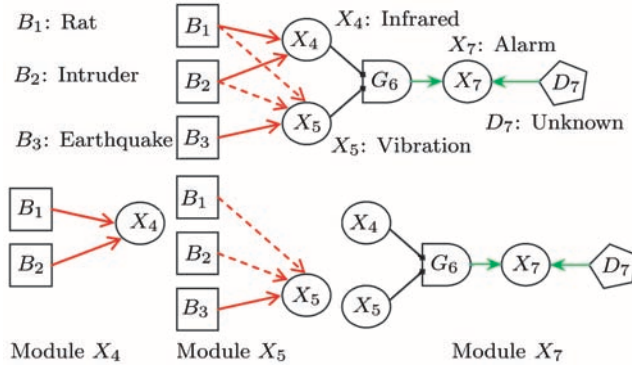 B₁: Rat
B₁
X₄
X₄: Infrared
X₇: Alarm
B₂: Intruder
B₂
G₆
X₇
D₇
X₅
D₇: Unknown
B₃: Earthquake
B₃
X₅: Vibration
B₁
B₂
X₄
B₁
B₂
B₃
X₅
X₄
X₅
G₆
X₇
D₇
Module X₄
Module X₅
Module X₇